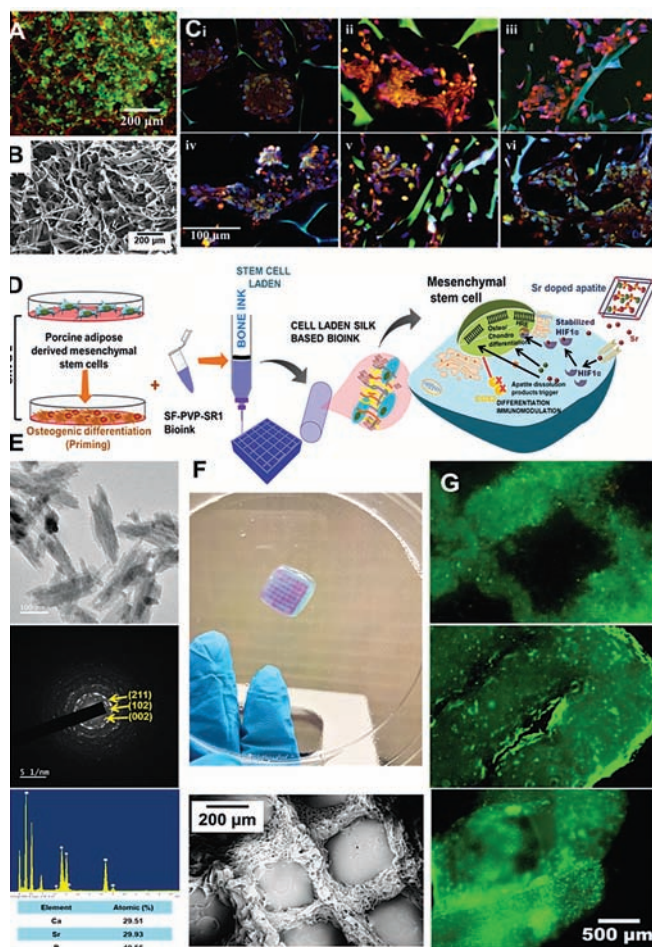 A
200 µm
B
200 µm
Ci
ii
iii
iv
v
vi
100 µm
D
Porcine adipose
derived mesenchymal
stem cells
Osteogenic differentiation
(Priming)
+
SF-PVP-SR1
Bioink
STEM CELL
LADEN
BONE INK
CELL LADEN SILK
BASED BIOINK
Mesenchymal
stem cell
Sr doped apatite
Osteo/
Chondro
differentiation
Stabilized
HIF1α
Sr
HIF1α
Apatite dissolution
products trigger
DIFFERENTIATION
IMMUNOMODULATION
E
100 nm
(211)
(102)
(002)
5 1/nm
Element Atomic (%)
Ca 29.51
Sr 29.93
F
200 µm
G
500 µm